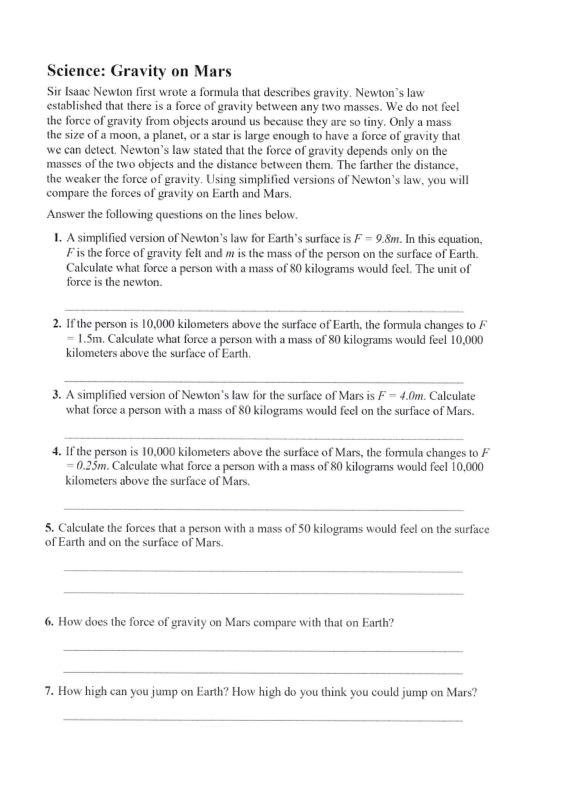 Science: Gravity on Mars
Sir Isaac Newton first wrote a formula that describes gravity. Newton's law
established that there is a force of gravity between any two masses. We do not feel
the force of gravity from objects around us because they are so tiny. Only a mass
the size of a moon, a planet, or a star is large enough to have a force of gravity that
we can detect. Newton's law stated that the force of gravity depends only on the
masses of the two objects and the distance between them. The farther the distance,
the weaker the force of gravity. Using simplified versions of Newton's law, you will
compare the forces of gravity on Earth and Mars.
Answer the following questions on the lines below.
1. A simplified version of Newton's law for Earth's surface is F = 9.8m. In this equation,
F is the force of gravity felt and m is the mass of the person on the surface of Earth.
Calculate what force a person with a mass of 80 kilograms would feel. The unit of
force is the newton.
2. If the person is 10,000 kilometers above the surface of Earth, the formula changes to F
= 1.5m. Calculate what force a person with a mass of 80 kilograms would feel 10,000
kilometers above the surface of Earth.
3. A simplified version of Newton's law for the surface of Mars is F = 4.0m. Calculate
what force a person with a mass of 80 kilograms would feel on the surface of Mars.
4. If the person is 10,000 kilometers above the surface of Mars, the formula changes to F
= 0.25m. Calculate what force a person with a mass of 80 kilograms would feel 10,000
kilometers above the surface of Mars.
5. Calculate the forces that a person with a mass of 50 kilograms would feel on the surface
of Earth and on the surface of Mars.
6. How does the force of gravity on Mars compare with that on Earth?
7. How high can you jump on Earth? How high do you think you could jump on Mars?